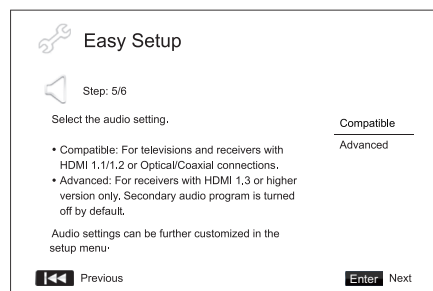 Easy Setup
Step: 5/6
Select the audio setting.
• Compatible: For televisions and receivers with
HDMI 1.1/1.2 or Optical/Coaxial connections.
• Advanced: For receivers with HDMI 1.3 or higher
version only. Secondary audio program is turned
off by default.
Audio settings can be further customized in the
setup menu.
Compatible
Advanced
Previous
Enter Next